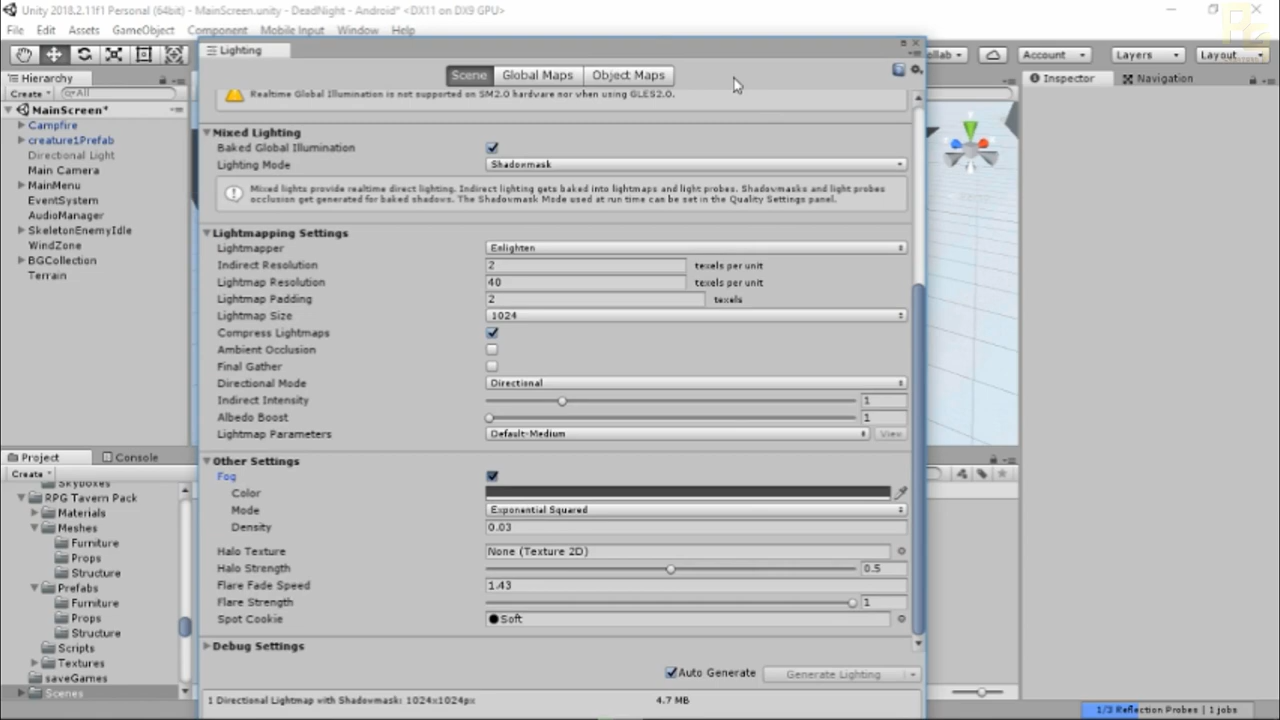 Unity 2018.2.11f1 Personal (64bit) - MainScreen.unity - DeadNight - Android* <DX11 on DX9 GPU>
File Edit Assets GameObject Component Mobile Input Window Help
Lighting
Account
Layers
Layout
Hierarchy
Create
All
Scene Global Maps Object Maps
Inspector
Navigation
MainScreen*
Campfire
creature1Prefab
Directional Light
Main Camera
MainMenu
EventSystem
AudioManager
SkeletonEnemyIdle
WindZone
BGCollection
Terrain
Realtime Global Illumination is not supported on SM2.0 hardware nor when using GLES2.0.
Mixed Lighting
Baked Global Illumination
Lighting Mode Shadowmask
Mixed lights provide realtime direct lighting. Indirect lighting gets baked into lightmaps and light probes. Shadowmasks and light probes
occlusion get generated for baked shadows. The Shadowmask Mode used at run time can be set in the Quality Settings panel.
Lightmapping Settings
Lightmapper Enlighten
Indirect Resolution 2 texels per unit
Lightmap Resolution 40 texels per unit
Lightmap Padding 2 texels
Lightmap Size 1024
Compress Lightmaps
Ambient Occlusion
Final Gather
Directional Mode Directional
Indirect Intensity 1
Albedo Boost 1
Lightmap Parameters Default-Medium View
Other Settings
Fog
Color
Mode Exponential Squared
Density 0.03
Halo Texture None (Texture 2D)
Halo Strength 0.5
Flare Fade Speed 1.43
Flare Strength 1
Spot Cookie Soft
Debug Settings
Auto Generate Generate Lighting
1 Directional Lightmap with Shadowmask: 1024x1024px 4.7 MB
Project
Console
Create
Skyboxes
RPG Tavern Pack
Materials
Meshes
Furniture
Props
Structure
Prefabs
Furniture
Props
Structure
Scripts
Textures
saveGames
Scenes
1/3 Reflection Probes | 1 jobs